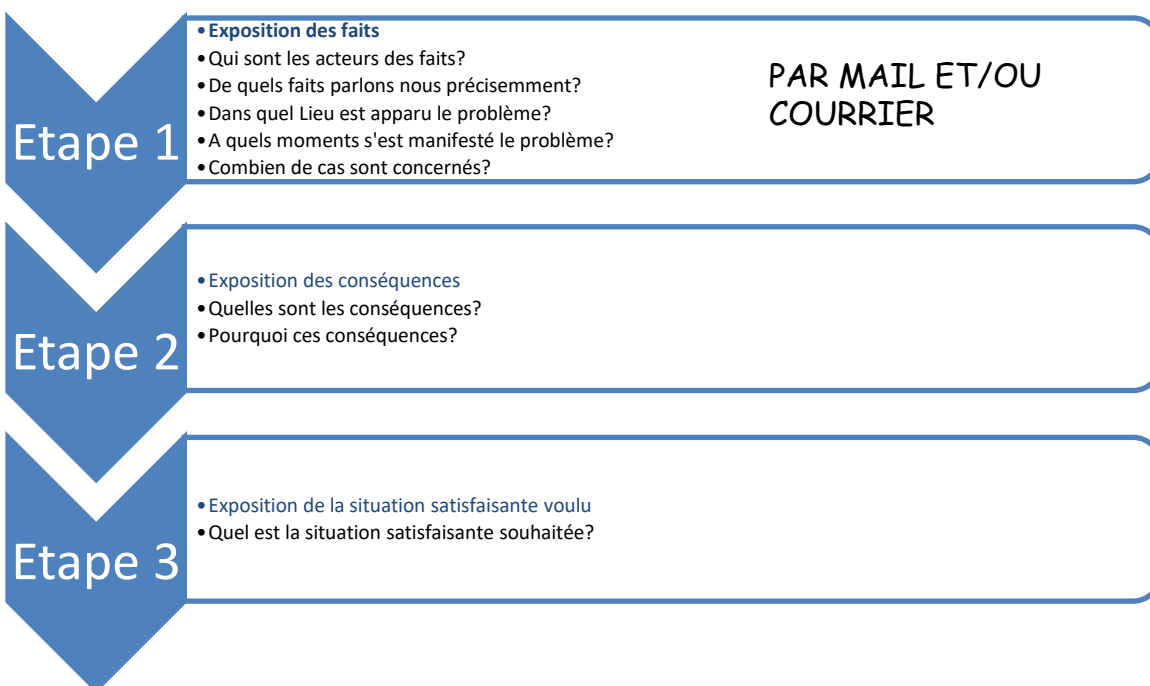 • Exposition des faits
• Qui sont les acteurs des faits?
• De quels faits parlons nous précisemment?
• Dans quel Lieu est apparu le problème?
• A quels moments s'est manifesté le problème?
• Combien de cas sont concernés?
PAR MAIL ET/OU
COURRIER
Etape 1
• Exposition des conséquences
• Quelles sont les conséquences?
• Pourquoi ces conséquences?
Etape 2
• Exposition de la situation satisfaisante voulu
• Quel est la situation satisfaisante souhaitée?
Etape 3